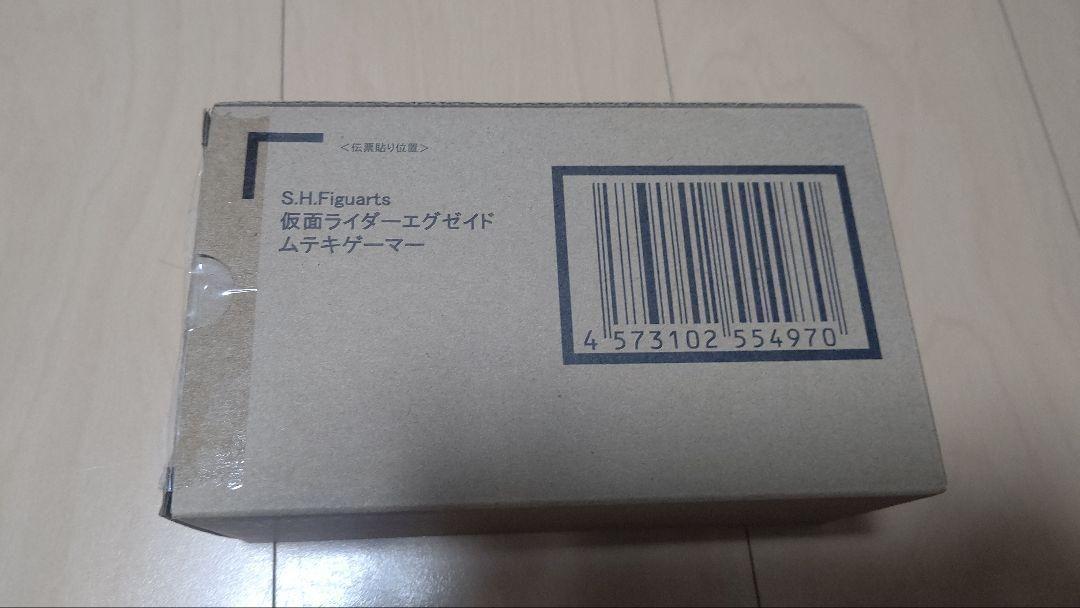 ＜伝票貼り位置＞
S.H.Figuarts
仮面ライダーエグゼイド
ムテキゲーマー
4 573102 554970